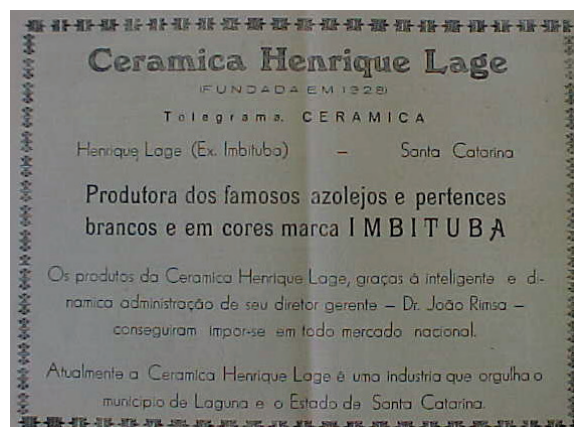 Ceramica Henrique Lage
(FUNDADA EM 1928)
Telegrama. CERAMICA
Henrique Lage (Ex. Imbituba) — Santa Catarina
Produtora dos famosos azolejos e pertences
brancos e em cores marca IMBITUBA
Os produtos da Ceramica Henrique Lage, graças á inteligente e di-
namica administração de seu diretor gerente — Dr. João Rimsa —
conseguiram impor-se em todo mercado nacional.
Atualmente a Ceramica Henrique Lage é uma industria que orgulha o
municipio de Laguna e o Estado de Santa Catarina.